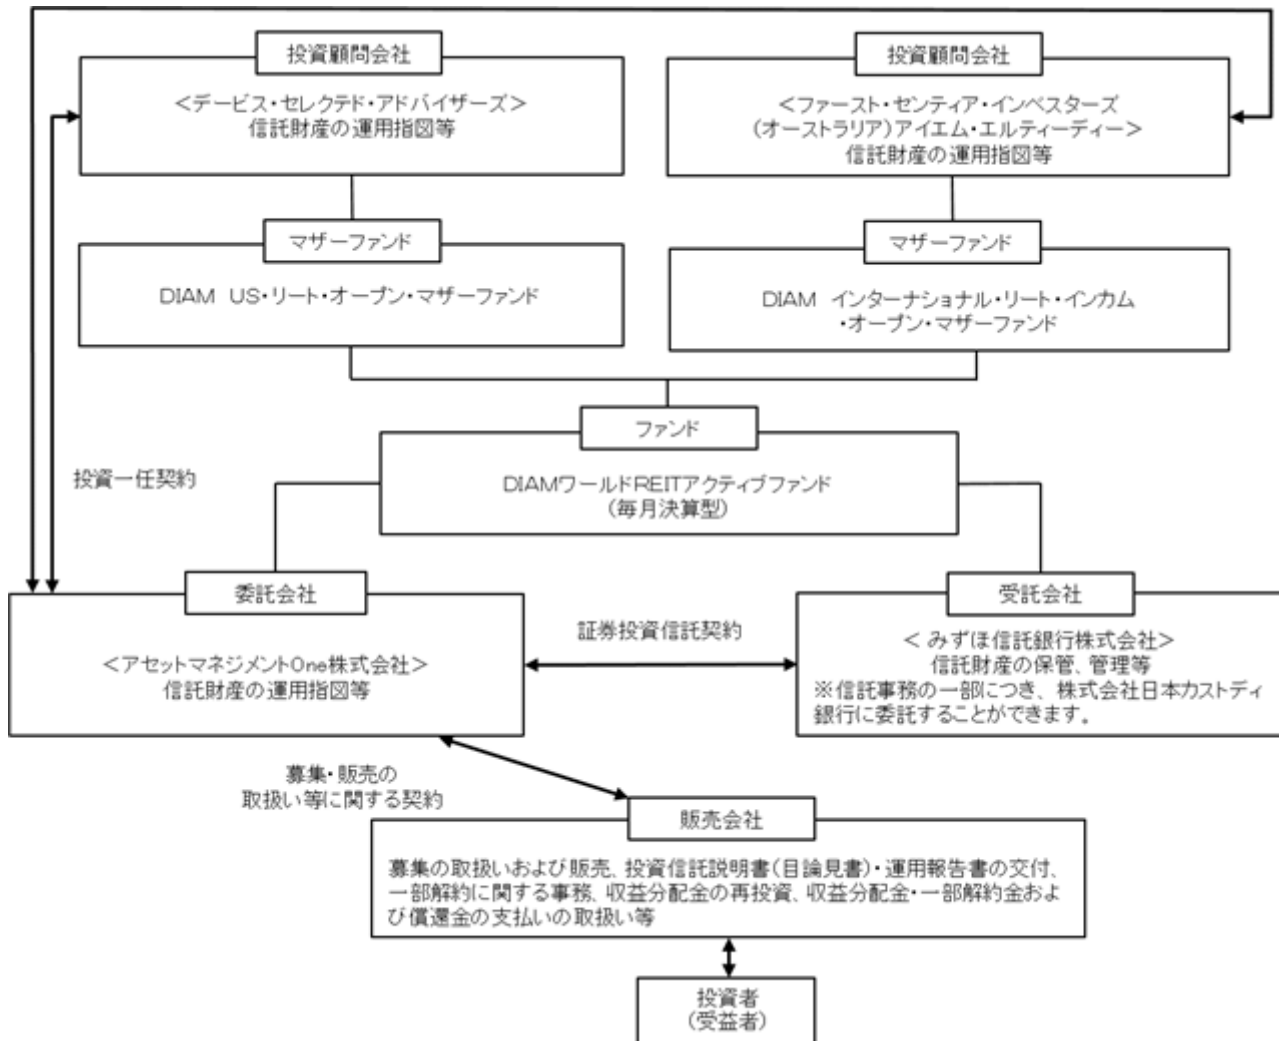 投資顧問会社
＜デービス・セレクテド・アドバイザーズ＞
信託財産の運用指図等
投資顧問会社
＜ファースト・センティア・インベスターズ
(オーストラリア)アイエム・エルティーディー＞
信託財産の運用指図等
マザーファンド
DIAM US・リート・オープン・マザーファンド
マザーファンド
DIAM インターナショナル・リート・インカム
・オープン・マザーファンド
ファンド
DIAMワールドREITアクティブファンド
(毎月決算型)
投資一任契約
委託会社
＜アセットマネジメントOne株式会社＞
信託財産の運用指図等
証券投資信託契約
受託会社
＜ みずほ信託銀行株式会社＞
信託財産の保管、管理等
※信託事務の一部につき、株式会社日本カストディ
銀行に委託することができます。
募集・販売の
取扱い等に関する契約
販売会社
募集の取扱いおよび販売、投資信託説明書(目論見書)・運用報告書の交付、
一部解約に関する事務、収益分配金の再投資、収益分配金・一部解約金およ
び償還金の支払いの取扱い等
投資者
(受益者)